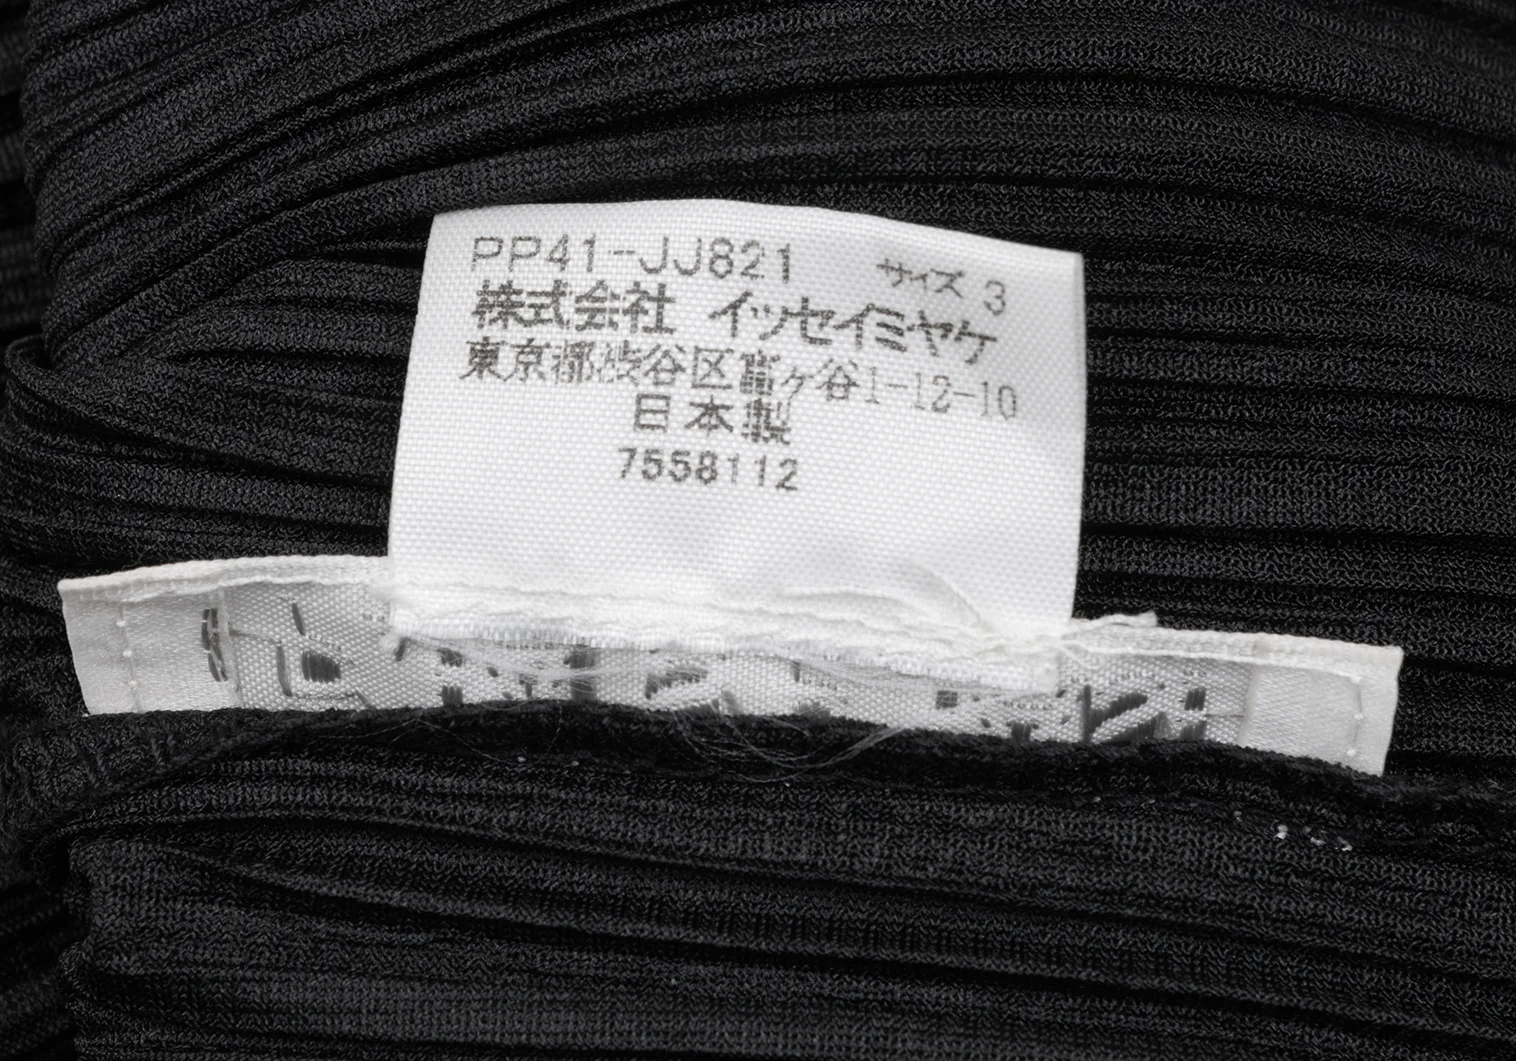 PP41-JJ821 サイズ 3
株式会社 イッセイミヤケ
東京都渋谷区富ヶ谷1-12-10
日本製
7558112